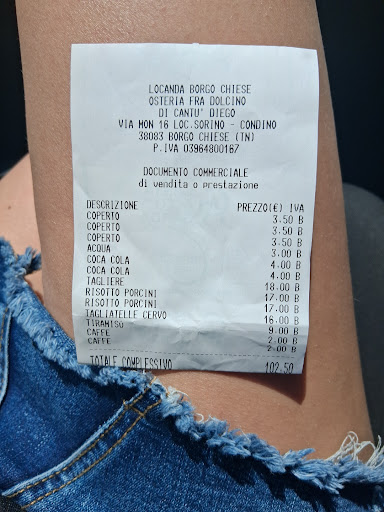 LOCANDA BORGO CHIESE
OSTERIA FRA DOLCINO
DI CANTU' DIEGO
VIA MON 16 LOC.SORINO - CONDINO
38083 BORGO CHIESE (TN)
P.IVA 03964800167
DOCUMENTO COMMERCIALE
di vendita o prestazione
DESCRIZIONE PREZZO(€) IVA
COPERTO 3.50 B
COPERTO 3.50 B
COPERTO 3.50 B
ACQUA 3.00 B
COCA COLA 4.00 B
COCA COLA 4.00 B
TAGLIERE 18.00 B
RISOTTO PORCINI 17.00 B
RISOTTO PORCINI 17.00 B
TAGLIATELLE CERVO 16.00 B
TIRAMISU 9.00 B
CAFFE 2.00 B
CAFFE 2.00 B
TOTALE COMPLESSIVO 102.50